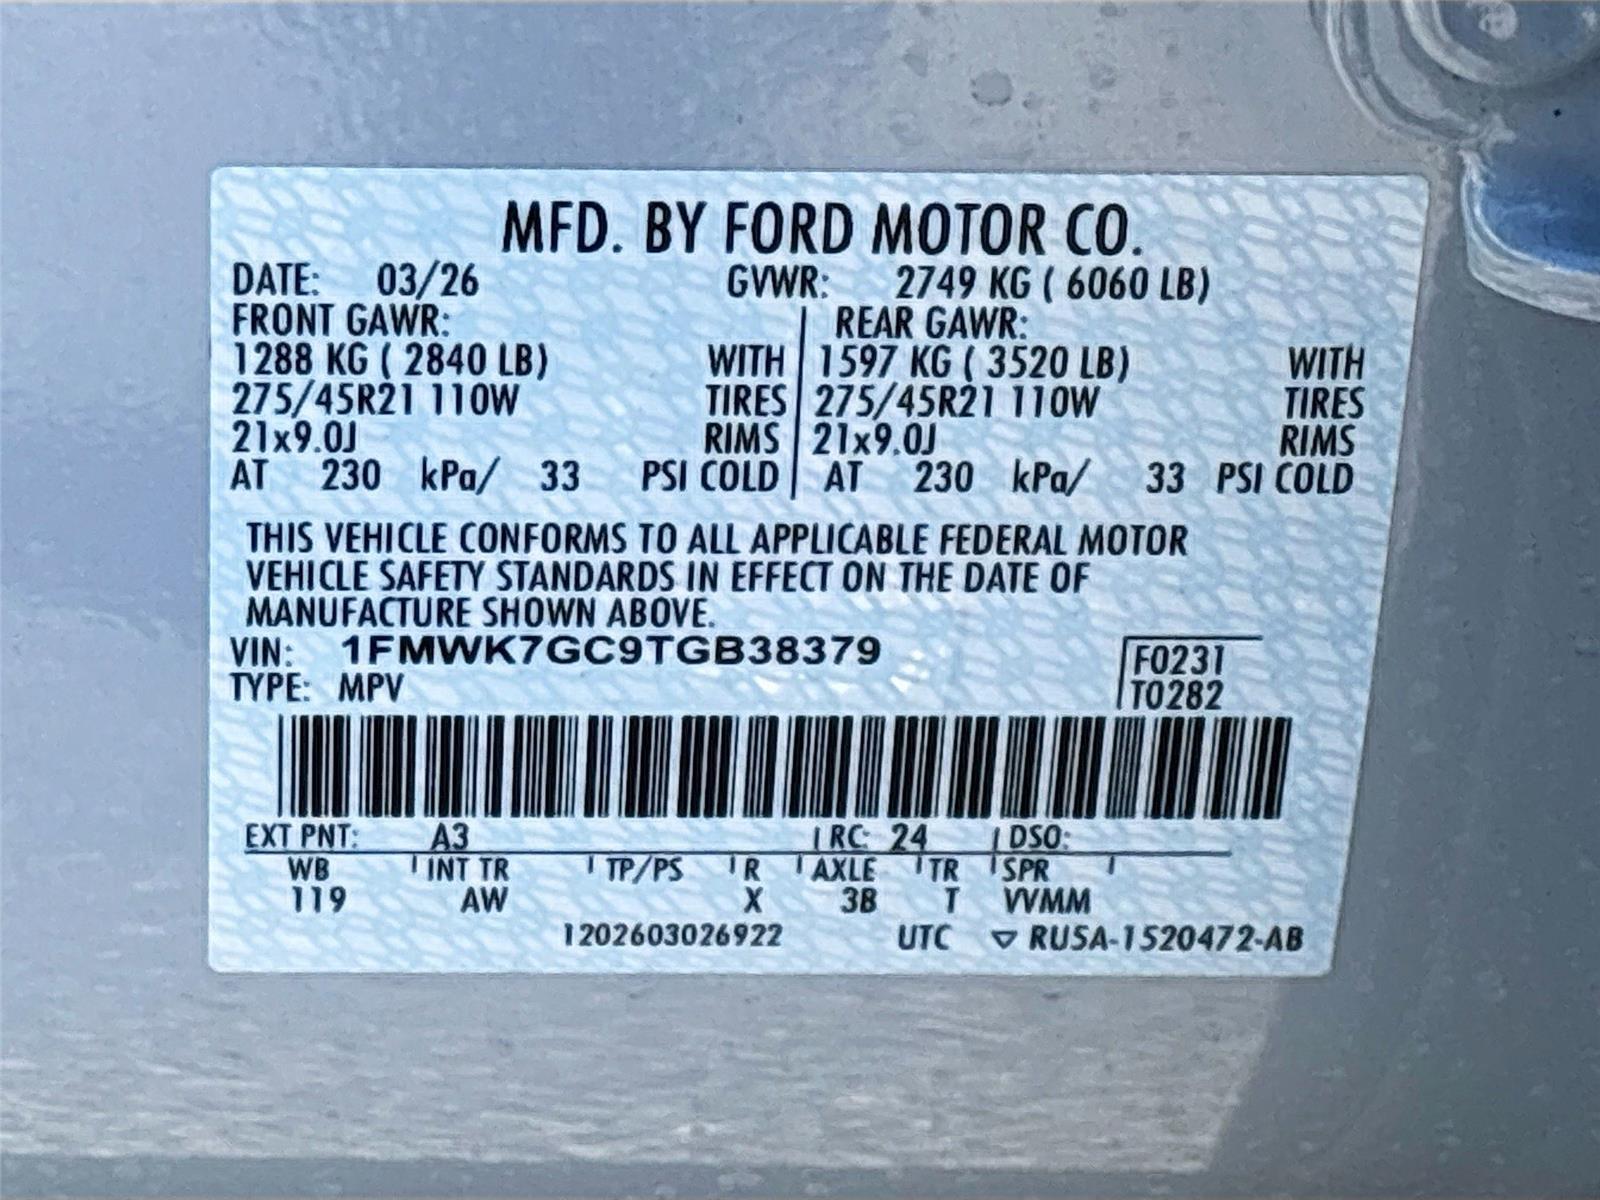 MFD. BY FORD MOTOR CO.
DATE: 03/26 GVWR: 2749 KG ( 6060 LB)
FRONT GAWR: REAR GAWR:
1288 KG ( 2840 LB) WITH 1597 KG ( 3520 LB) WITH
275/45R21 110W TIRES 275/45R21 110W TIRES
21x9.0J RIMS 21x9.0J RIMS
AT 230 kPa/ 33 PSI COLD AT 230 kPa/ 33 PSI COLD
THIS VEHICLE CONFORMS TO ALL APPLICABLE FEDERAL MOTOR
VEHICLE SAFETY STANDARDS IN EFFECT ON THE DATE OF
MANUFACTURE SHOWN ABOVE.
VIN: 1FMWK7GC9TGB38379 F0231
TYPE: MPV T0282
EXT PNT: A3 RC: 24 DSO:
WB INT TR TP/PS R AXLE TR SPR
119 AW X 3B T VVMM
1202603026922 UTC ▽ RU5A-1520472-AB